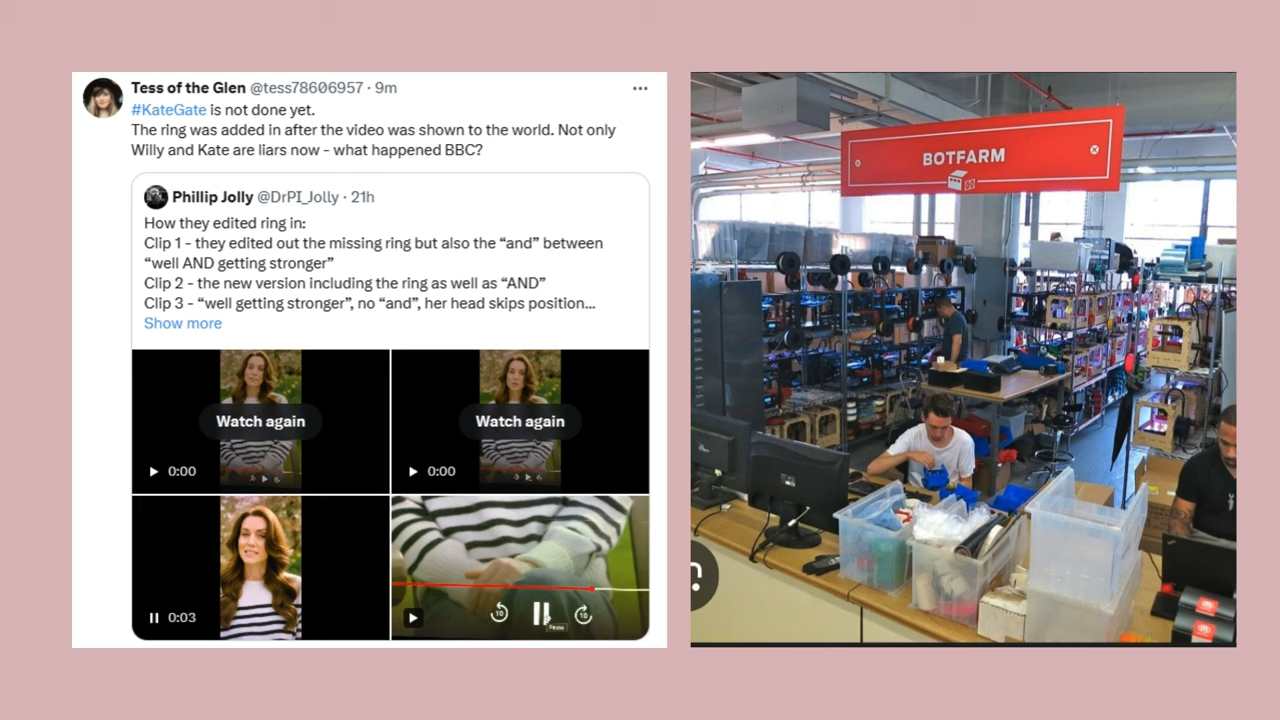 Tess of the Glen @tess78606957 · 9m
#KateGate is not done yet.
The ring was added in after the video was shown to the world. Not only
Willy and Kate are liars now - what happened BBC?
Phillip Jolly @DrPI_Jolly · 21h
How they edited ring in:
Clip 1 - they edited out the missing ring but also the “and” between
“well AND getting stronger”
Clip 2 - the new version including the ring as well as “AND”
Clip 3 - “well getting stronger”, no “and”, her head skips position...
Show more
Watch again
Watch again
0:00
0:00
0:03
10
10
Pause
BOTFARM